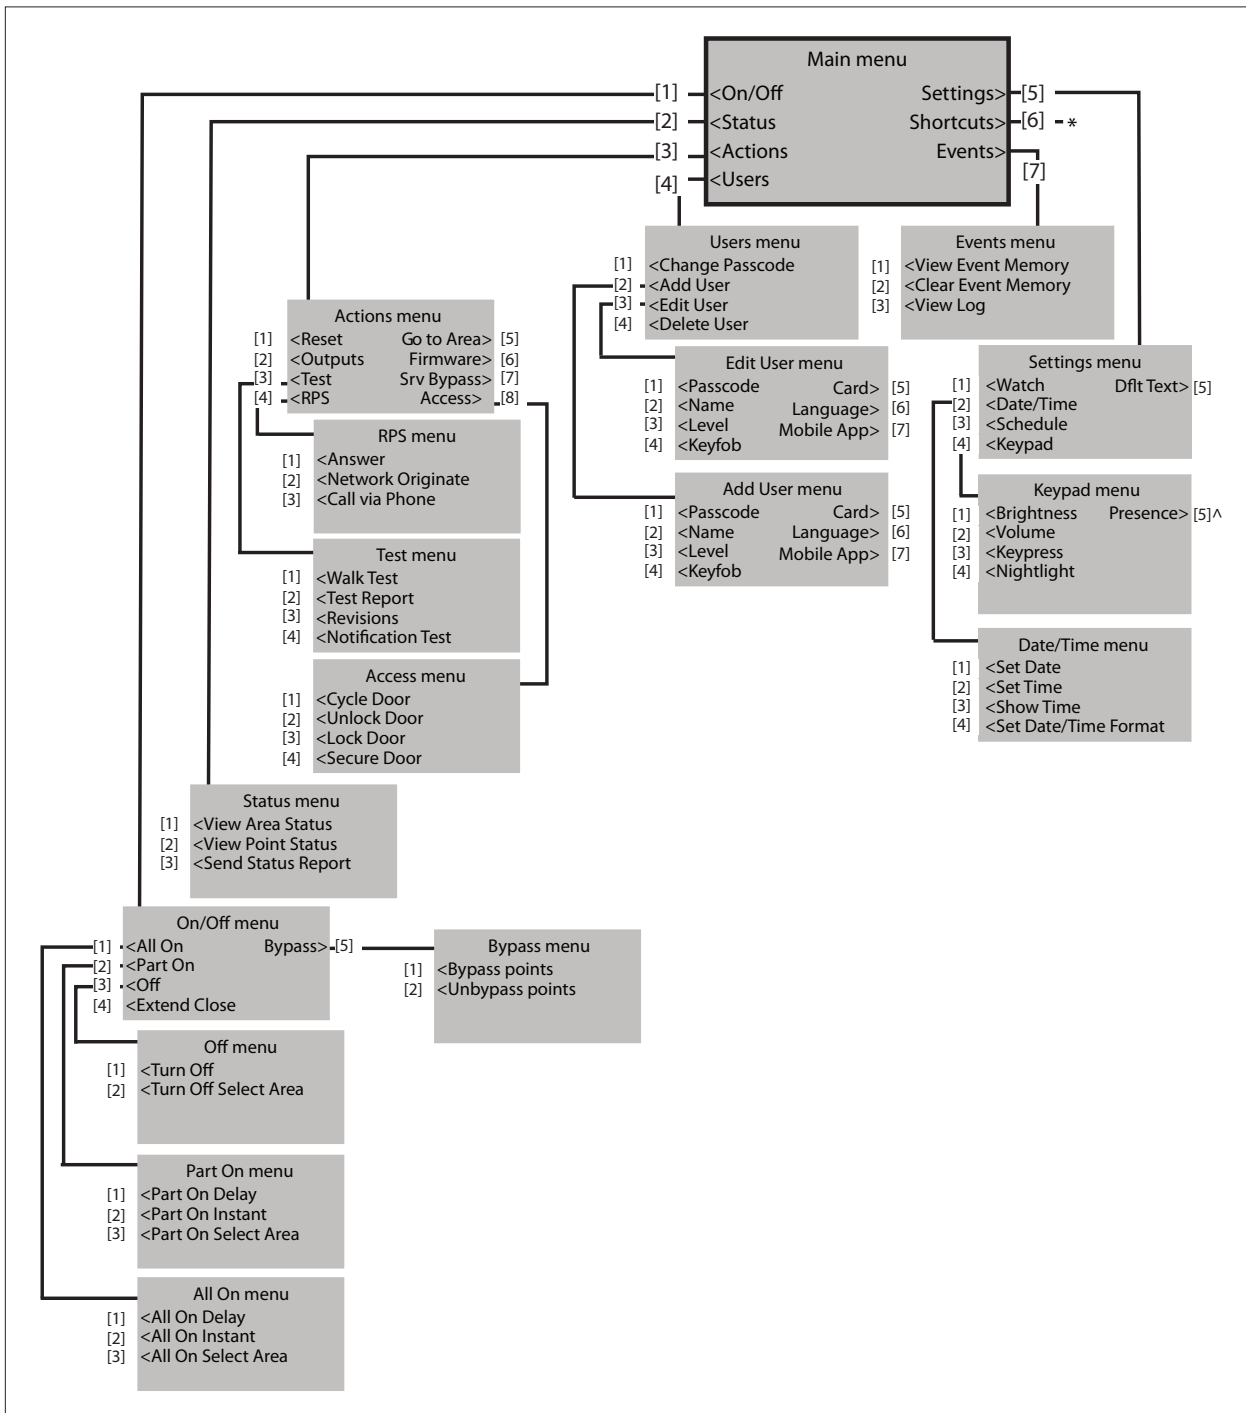 Main menu
[1] <On/Off Settings> [5]
[2] <Status Shortcuts> [6] *
[3] <Actions Events> [7]
[4] <Users
Users menu
[1] <Change Passcode
[2] <Add User
[3] <Edit User
[4] <Delete User
Events menu
[1] <View Event Memory
[2] <Clear Event Memory
[3] <View Log
Actions menu
[1] <Reset Go to Area> [5]
[2] <Outputs Firmware> [6]
[3] <Test Srv Bypass> [7]
[4] <RPS Access> [8]
Edit User menu
[1] <Passcode Card> [5]
[2] <Name Language> [6]
[3] <Level Mobile App> [7]
[4] <Keyfob
Settings menu
[1] <Watch Dflt Text> [5]
[2] <Date/Time
[3] <Schedule
[4] <Keypad
RPS menu
[1] <Answer
[2] <Network Originate
[3] <Call via Phone
Add User menu
[1] <Passcode Card> [5]
[2] <Name Language> [6]
[3] <Level Mobile App> [7]
[4] <Keyfob
Keypad menu
[1] <Brightness Presence> [5]^
[2] <Volume
[3] <Keypress
[4] <Nightlight
Test menu
[1] <Walk Test
[2] <Test Report
[3] <Revisions
[4] <Notification Test
Date/Time menu
[1] <Set Date
[2] <Set Time
[3] <Show Time
[4] <Set Date/Time Format
Access menu
[1] <Cycle Door
[2] <Unlock Door
[3] <Lock Door
[4] <Secure Door
Status menu
[1] <View Area Status
[2] <View Point Status
[3] <Send Status Report
On/Off menu
[1] <All On Bypass> [5]
[2] <Part On
[3] <Off
[4] <Extend Close
Bypass menu
[1] <Bypass points
[2] <Unbypass points
Off menu
[1] <Turn Off
[2] <Turn Off Select Area
Part On menu
[1] <Part On Delay
[2] <Part On Instant
[3] <Part On Select Area
All On menu
[1] <All On Delay
[2] <All On Instant
[3] <All On Select Area